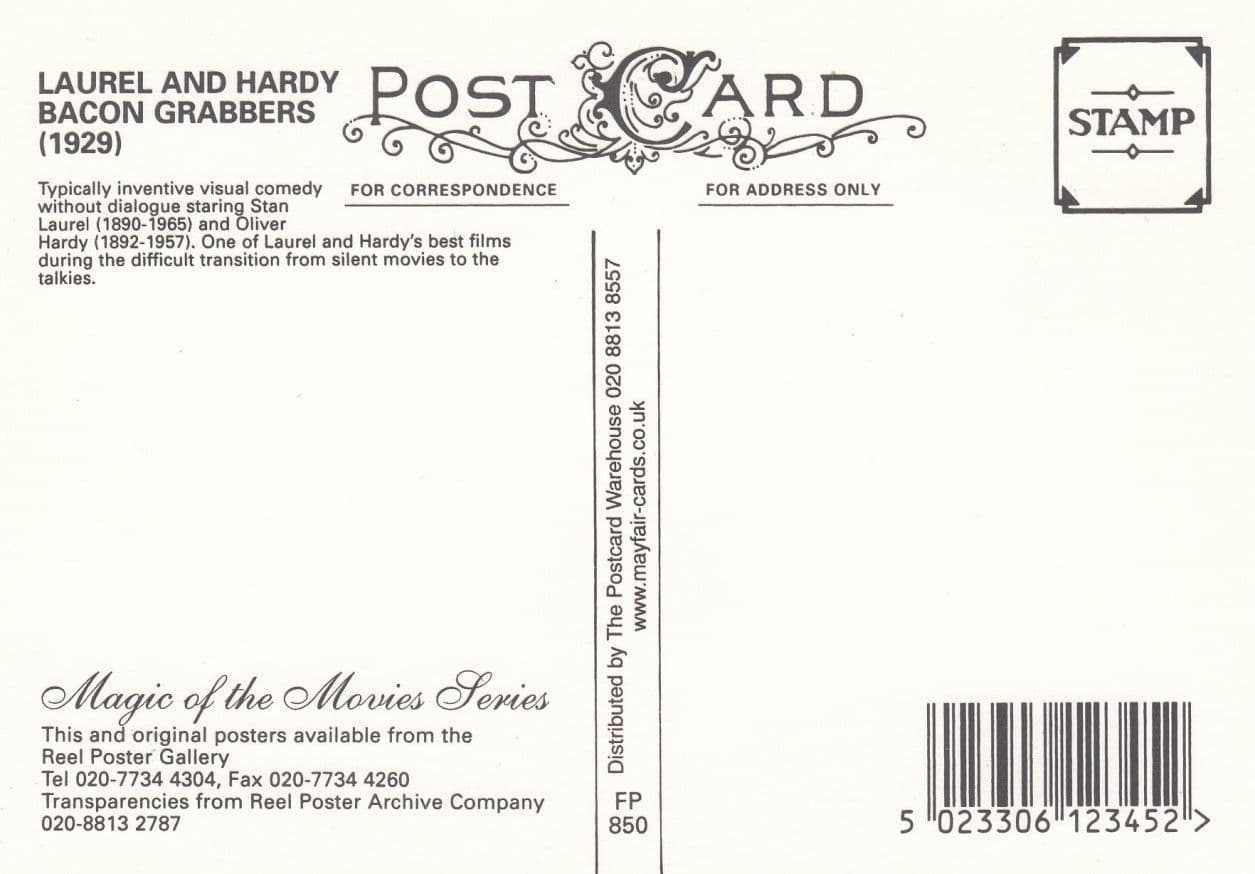 LAUREL AND HARDY
BACON GRABBERS
(1929)
POST CARD
STAMP
Typically inventive visual comedy
without dialogue staring Stan
Laurel (1890-1965) and Oliver
Hardy (1892-1957). One of Laurel and Hardy's best films
during the difficult transition from silent movies to the
talkies.
FOR CORRESPONDENCE
FOR ADDRESS ONLY
Distributed by The Postcard Warehouse 020 8813 8557
www.mayfair-cards.co.uk
FP
850
Magic of the Movies Series
This and original posters available from the
Reel Poster Gallery
Tel 020-7734 4304, Fax 020-7734 4260
Transparencies from Reel Poster Archive Company
020-8813 2787
5 023306 123452 >